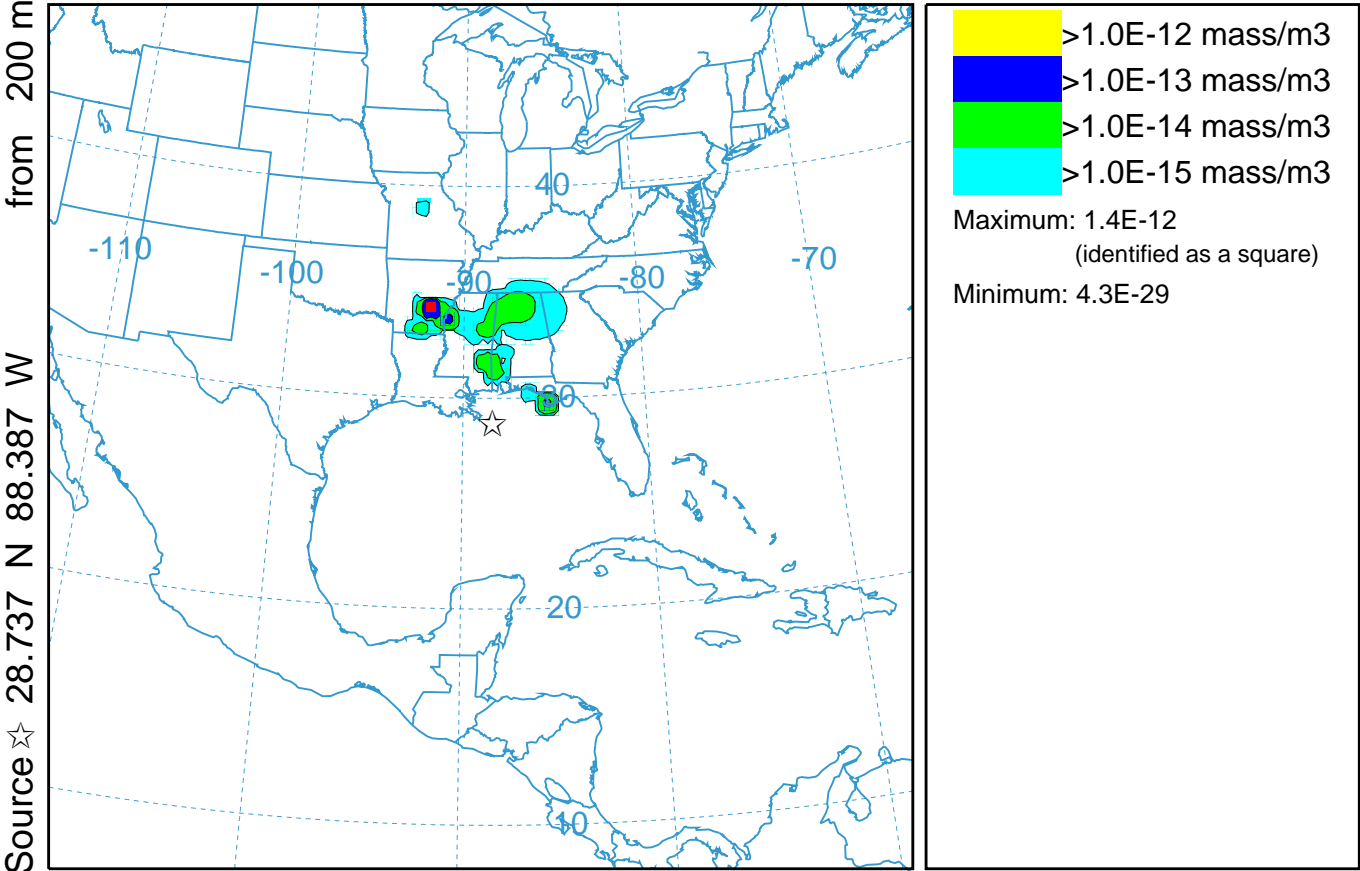 Source ☆ 28.737 N 88.387 W from 200 m
>1.0E-12 mass/m3
>1.0E-13 mass/m3
>1.0E-14 mass/m3
>1.0E-15 mass/m3
Maximum: 1.4E-12
(identified as a square)
Minimum: 4.3E-29
40
-110
-100
-90
-80
-70
30
20
10